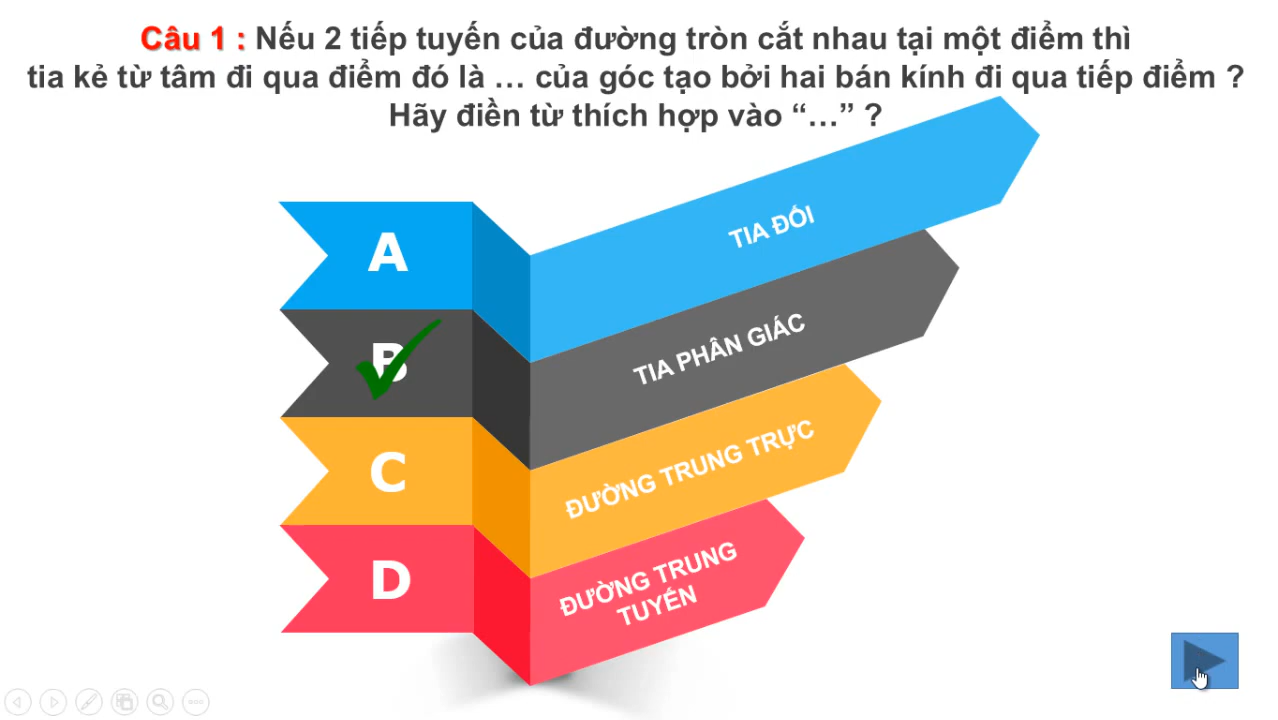 Câu 1 : Nếu 2 tiếp tuyến của đường tròn cắt nhau tại một điểm thì
tia kẻ từ tâm đi qua điểm đó là … của góc tạo bởi hai bán kính đi qua tiếp điểm ?
Hãy điền từ thích hợp vào “…” ?
A
TIA ĐỐI
B
TIA PHÂN GIÁC
C
ĐƯỜNG TRUNG TRỰC
D
ĐƯỜNG TRUNG
TUYẾN